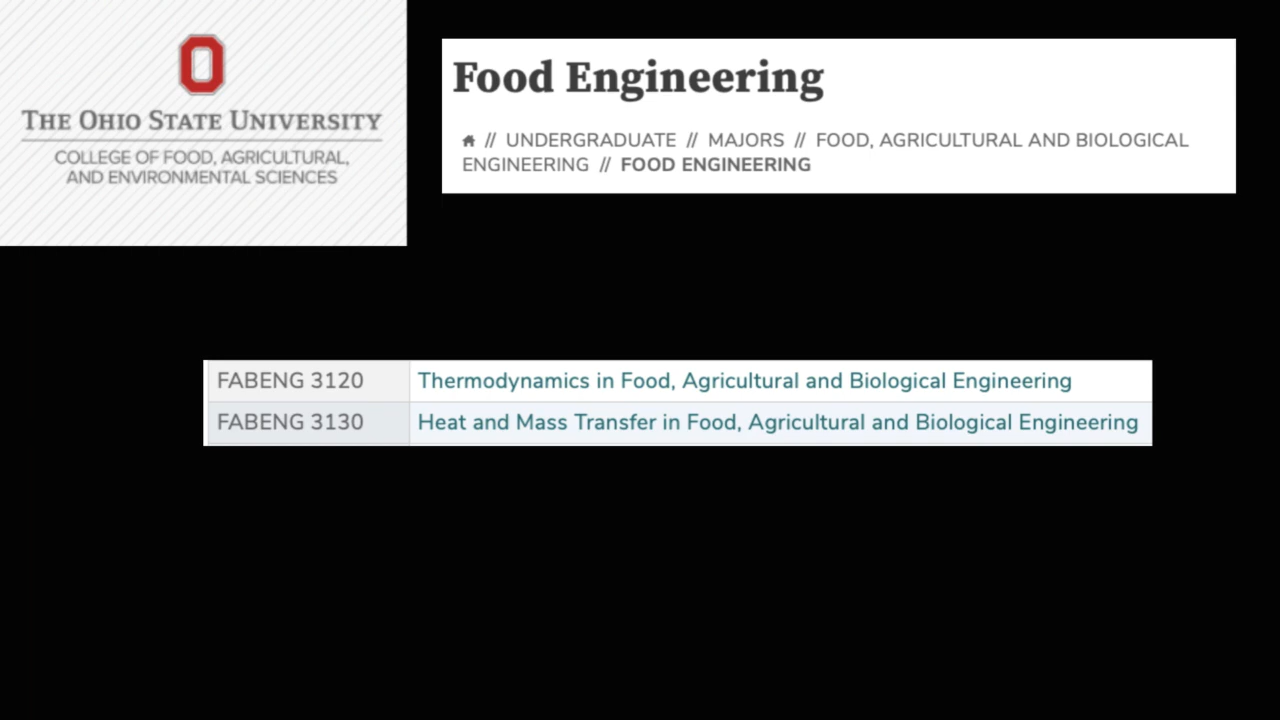 THE OHIO STATE UNIVERSITY
COLLEGE OF FOOD, AGRICULTURAL,
AND ENVIRONMENTAL SCIENCES
Food Engineering
// UNDERGRADUATE // MAJORS // FOOD, AGRICULTURAL AND BIOLOGICAL
ENGINEERING // FOOD ENGINEERING
FABENG 3120 Thermodynamics in Food, Agricultural and Biological Engineering
FABENG 3130 Heat and Mass Transfer in Food, Agricultural and Biological Engineering